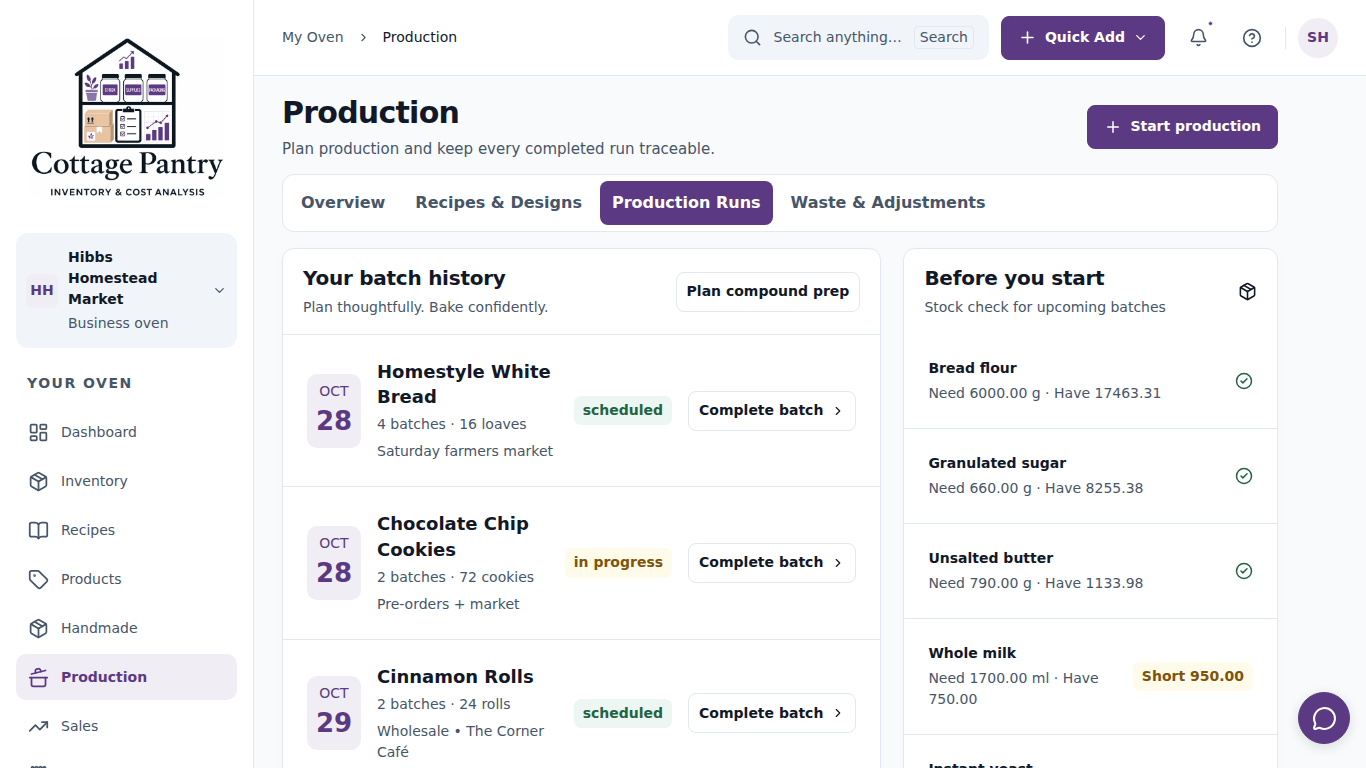 Cottage Pantry
INVENTORY & COST ANALYSIS
HH
Hibbs
Homestead
Market
Business oven
YOUR OVEN
Dashboard
Inventory
Recipes
Products
Handmade
Production
Sales
My Oven
Production
Search anything...
Search
Quick Add
SH
Production
Plan production and keep every completed run traceable.
Start production
Overview
Recipes & Designs
Production Runs
Waste & Adjustments
Your batch history
Plan thoughtfully. Bake confidently.
Plan compound prep
OCT
28
Homestyle White
Bread
4 batches · 16 loaves
Saturday farmers market
scheduled
Complete batch
OCT
28
Chocolate Chip
Cookies
2 batches · 72 cookies
Pre-orders + market
in progress
Complete batch
OCT
29
Cinnamon Rolls
2 batches · 24 rolls
Wholesale • The Corner
Café
scheduled
Complete batch
Before you start
Stock check for upcoming batches
Bread flour
Need 6000.00 g · Have 17463.31
Granulated sugar
Need 660.00 g · Have 8255.38
Unsalted butter
Need 790.00 g · Have 1133.98
Whole milk
Need 1700.00 ml · Have
750.00
Short 950.00